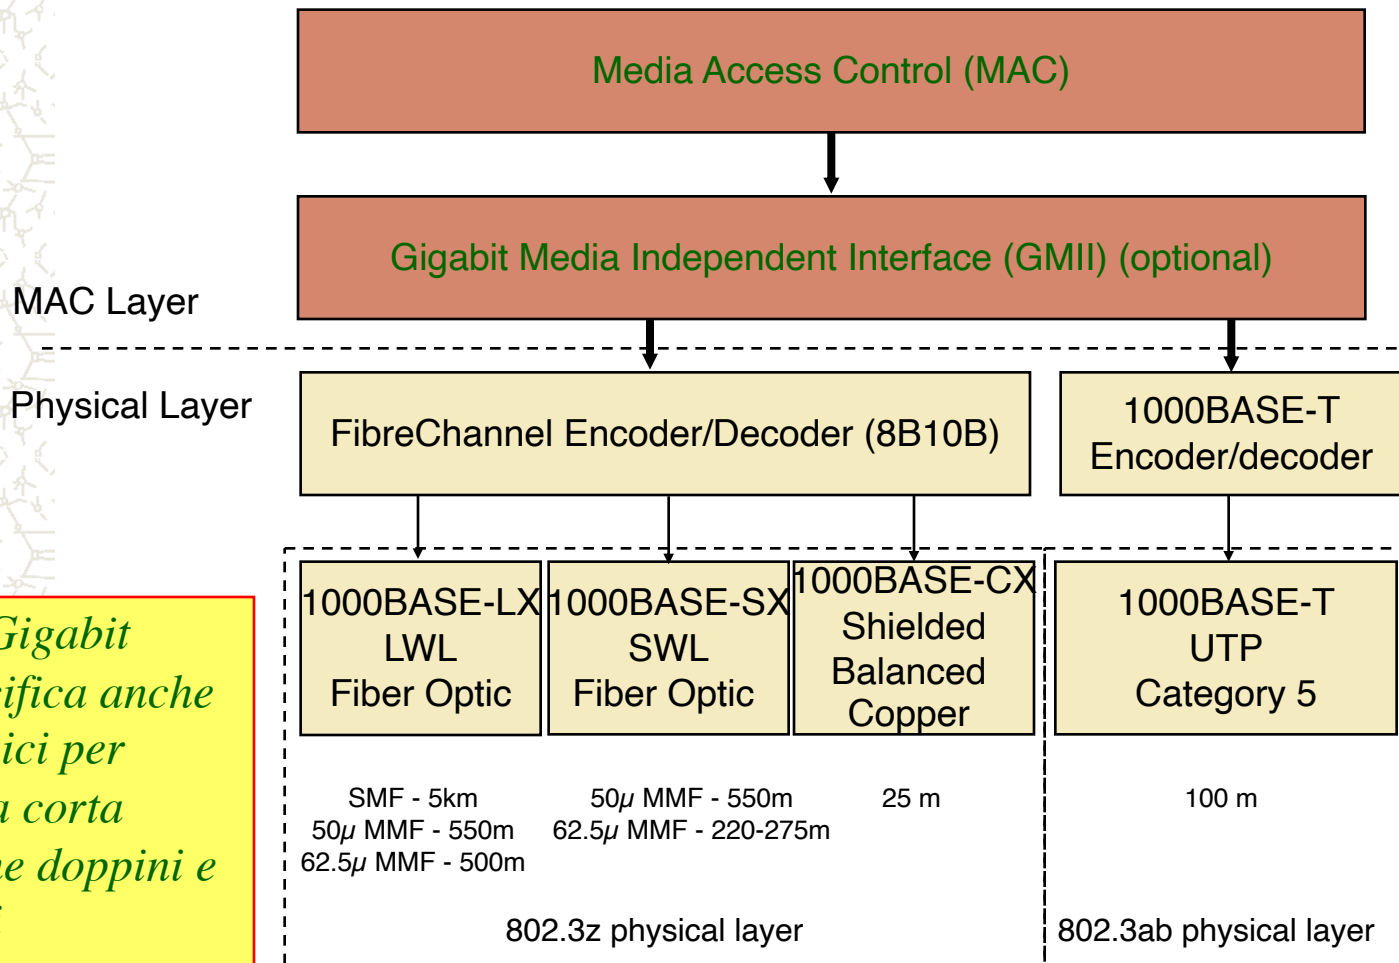 Media Access Control (MAC)
Gigabit Media Independent Interface (GMII) (optional)
MAC Layer
Physical Layer
FibreChannel Encoder/Decoder (8B10B)
1000BASE-T
Encoder/decoder
1000BASE-LX
LWL
Fiber Optic
1000BASE-SX
SWL
Fiber Optic
1000BASE-CX
Shielded
Balanced
Copper
1000BASE-T
UTP
Category 5
SMF - 5km
50µ MMF - 550m
62.5µ MMF - 500m
50µ MMF - 550m
62.5µ MMF - 220-275m
25 m
100 m
802.3z physical layer
802.3ab physical layer
Gigabit
cifica anche
ici per
a corta
ne doppini e